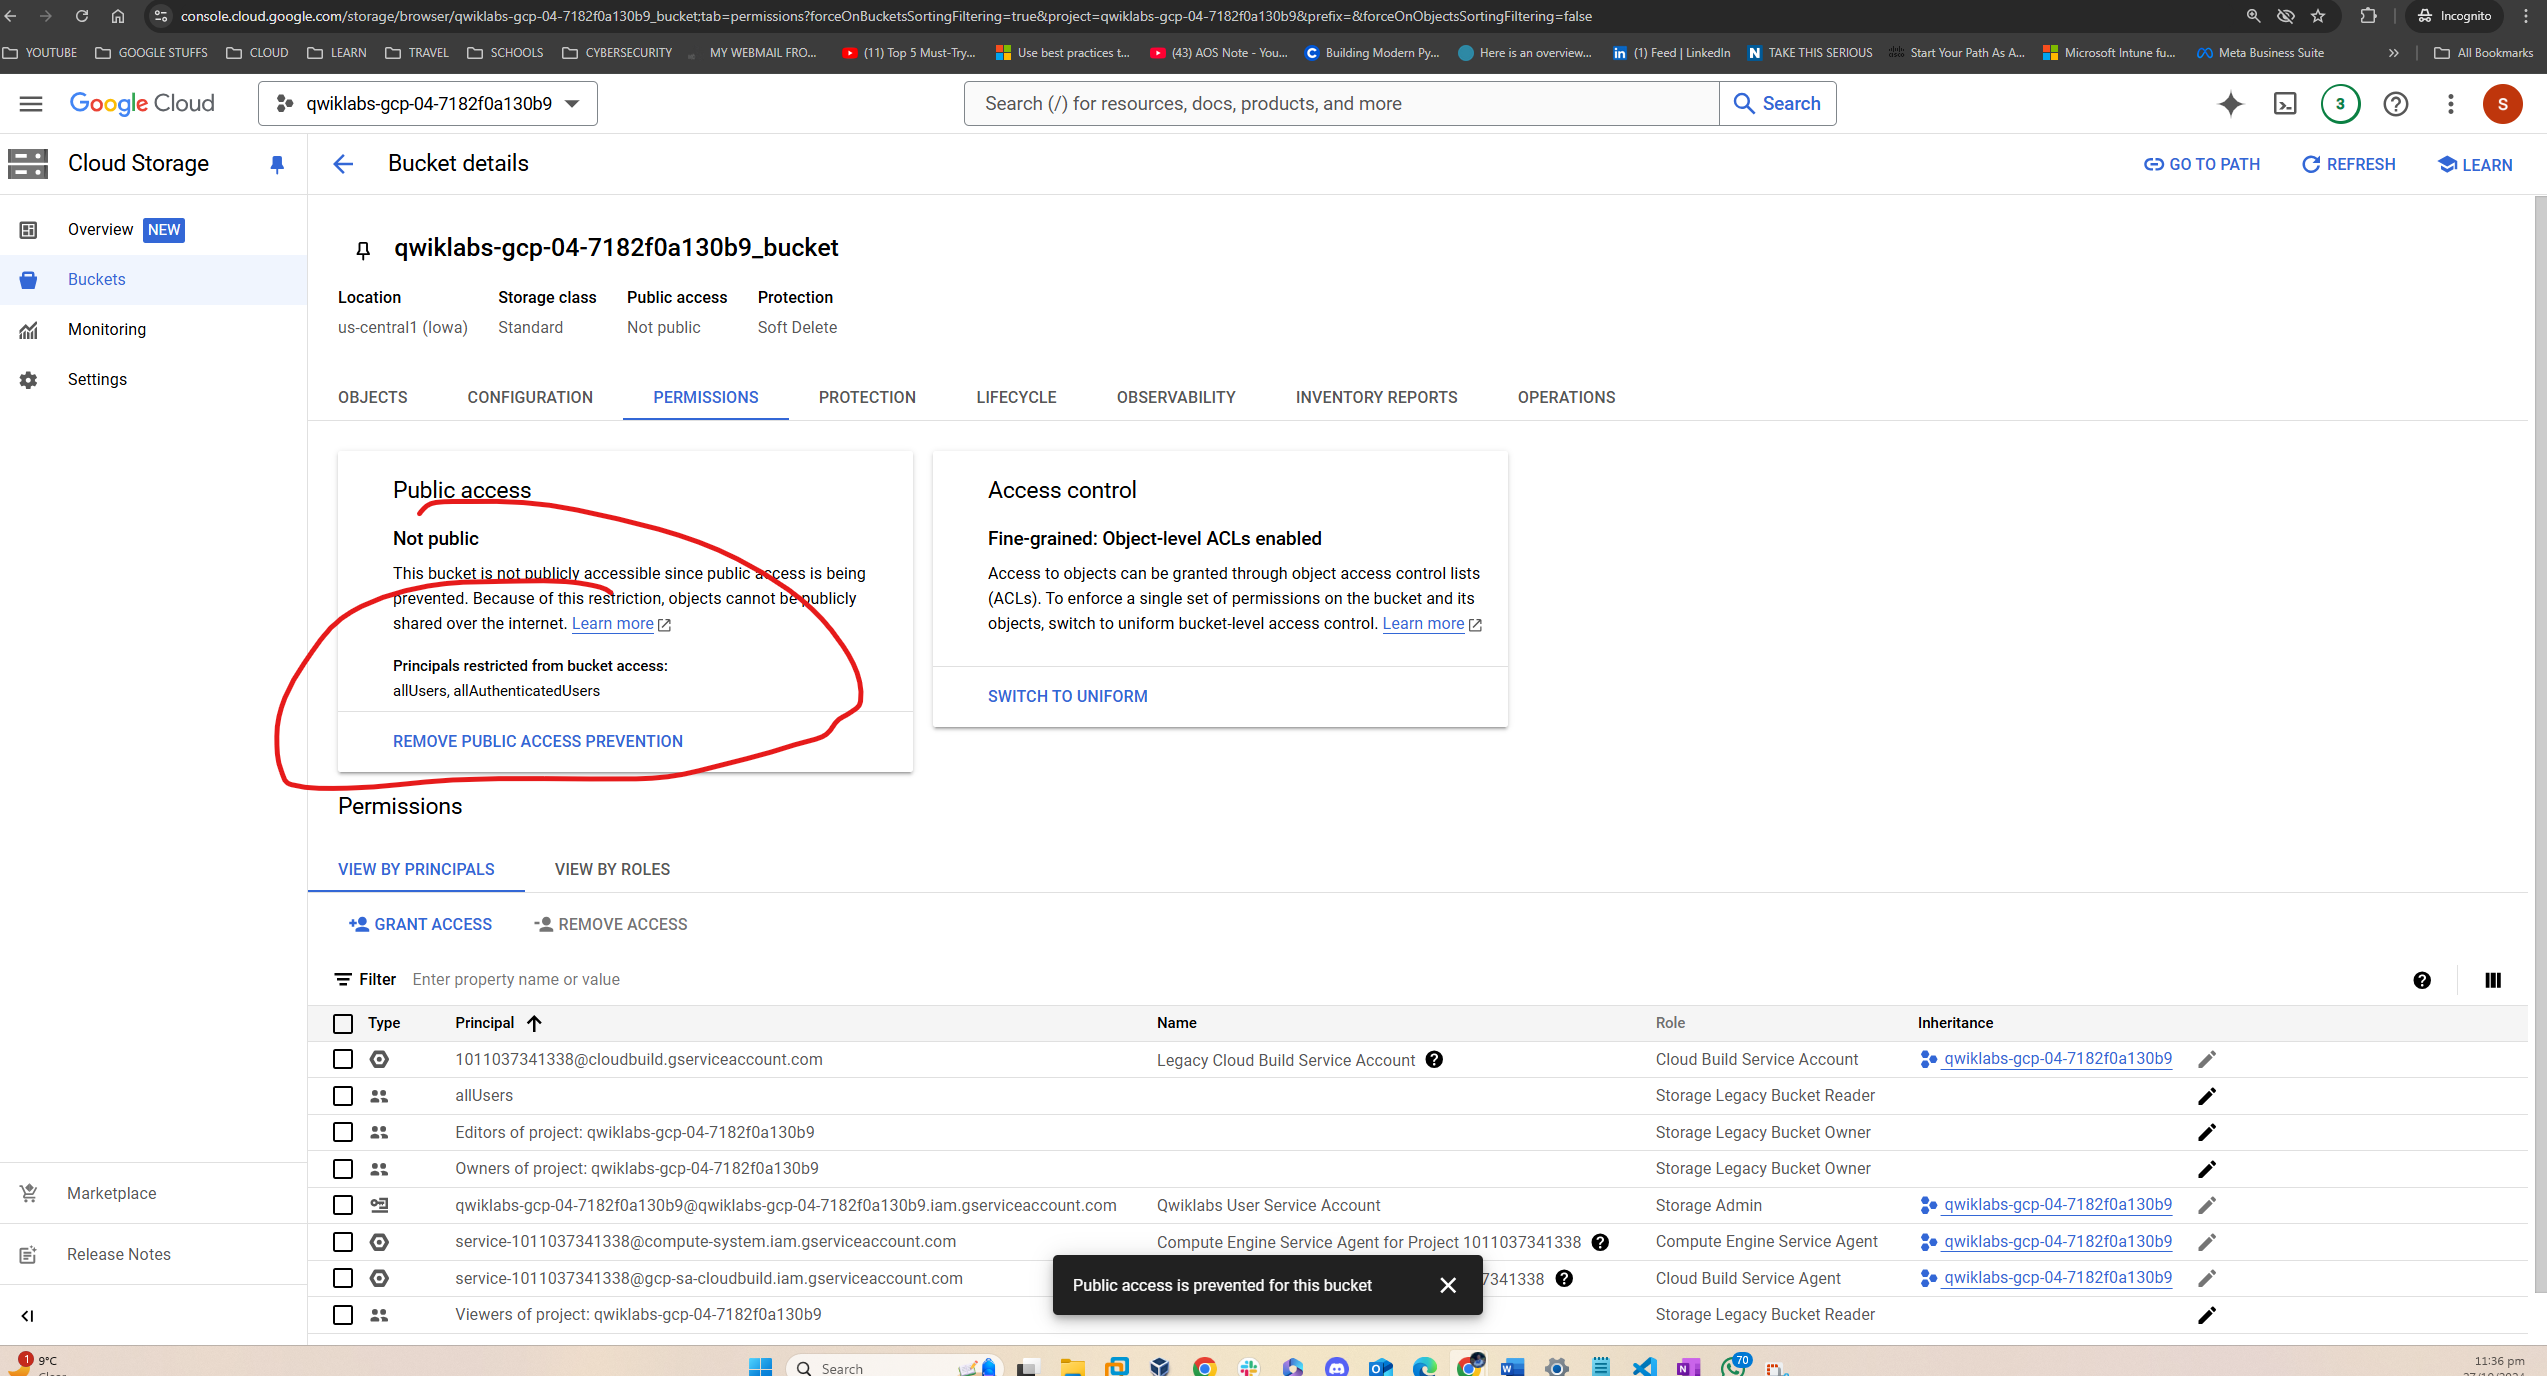 console.cloud.google.com/storage/browser/qwiklabs-gcp-04-7182f0a130b9_bucket;tab=permissions?forceOnBucketsSortingFiltering=true&project=qwiklabs-gcp-04-7182f0a130b9&prefix=&forceOnObjectsSortingFiltering=false
Incognito
YOUTUBE GOOGLE STUFFS CLOUD LEARN TRAVEL SCHOOLS CYBERSECURITY MY WEBMAIL FRO... (11) Top 5 Must-Try... Use best practices t... (43) AOS Note - You... Building Modern Py... Here is an overview... (1) Feed | LinkedIn TAKE THIS SERIOUS Start Your Path As A... Microsoft Intune fu... Meta Business Suite » All Bookmarks
Google Cloud qwiklabs-gcp-04-7182f0a130b9 Search (/) for resources, docs, products, and more Search 3 S
Cloud Storage
Bucket details
GO TO PATH REFRESH LEARN
Overview NEW
Buckets
Monitoring
Settings
Marketplace
Release Notes
qwiklabs-gcp-04-7182f0a130b9_bucket
Location Storage class Public access Protection
us-central1 (Iowa) Standard Not public Soft Delete
OBJECTS CONFIGURATION PERMISSIONS PROTECTION LIFECYCLE OBSERVABILITY INVENTORY REPORTS OPERATIONS
Public access
Not public
This bucket is not publicly accessible since public access is being
prevented. Because of this restriction, objects cannot be publicly
shared over the internet. Learn more
Principals restricted from bucket access:
allUsers, allAuthenticatedUsers
REMOVE PUBLIC ACCESS PREVENTION
Access control
Fine-grained: Object-level ACLs enabled
Access to objects can be granted through object access control lists
(ACLs). To enforce a single set of permissions on the bucket and its
objects, switch to uniform bucket-level access control. Learn more
SWITCH TO UNIFORM
Permissions
VIEW BY PRINCIPALS VIEW BY ROLES
GRANT ACCESS REMOVE ACCESS
Filter Enter property name or value
Type Principal Name Role Inheritance
1011037341338@cloudbuild.gserviceaccount.com Legacy Cloud Build Service Account Cloud Build Service Account qwiklabs-gcp-04-7182f0a130b9
allUsers Storage Legacy Bucket Reader
Editors of project: qwiklabs-gcp-04-7182f0a130b9 Storage Legacy Bucket Owner
Owners of project: qwiklabs-gcp-04-7182f0a130b9 Storage Legacy Bucket Owner
qwiklabs-gcp-04-7182f0a130b9@qwiklabs-gcp-04-7182f0a130b9.iam.gserviceaccount.com Qwiklabs User Service Account Storage Admin qwiklabs-gcp-04-7182f0a130b9
service-1011037341338@compute-system.iam.gserviceaccount.com Compute Engine Service Agent for Project 1011037341338 Compute Engine Service Agent qwiklabs-gcp-04-7182f0a130b9
service-1011037341338@gcp-sa-cloudbuild.iam.gserviceaccount.com 7341338 Cloud Build Service Agent qwiklabs-gcp-04-7182f0a130b9
Viewers of project: qwiklabs-gcp-04-7182f0a130b9 Storage Legacy Bucket Reader
Public access is prevented for this bucket
1 9°C
Search
70
11:36 pm